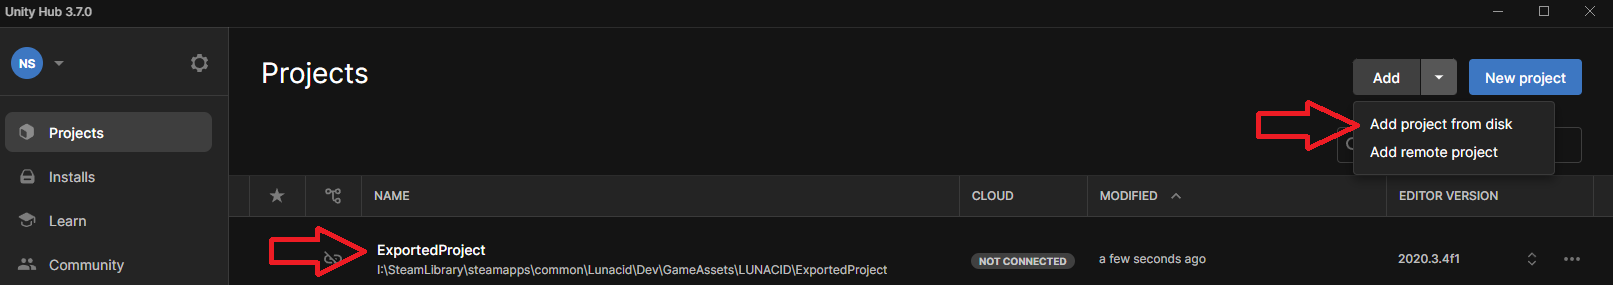 Unity Hub 3.7.0
NS
Projects
Installs
Learn
Community
Projects
Add
New project
Add project from disk
Add remote project
NAME
CLOUD
MODIFIED
EDITOR VERSION
ExportedProject
I:\SteamLibrary\steamapps\common\Lunacid\Dev\GameAssets\LUNACID\ExportedProject
NOT CONNECTED
a few seconds ago
2020.3.4f1